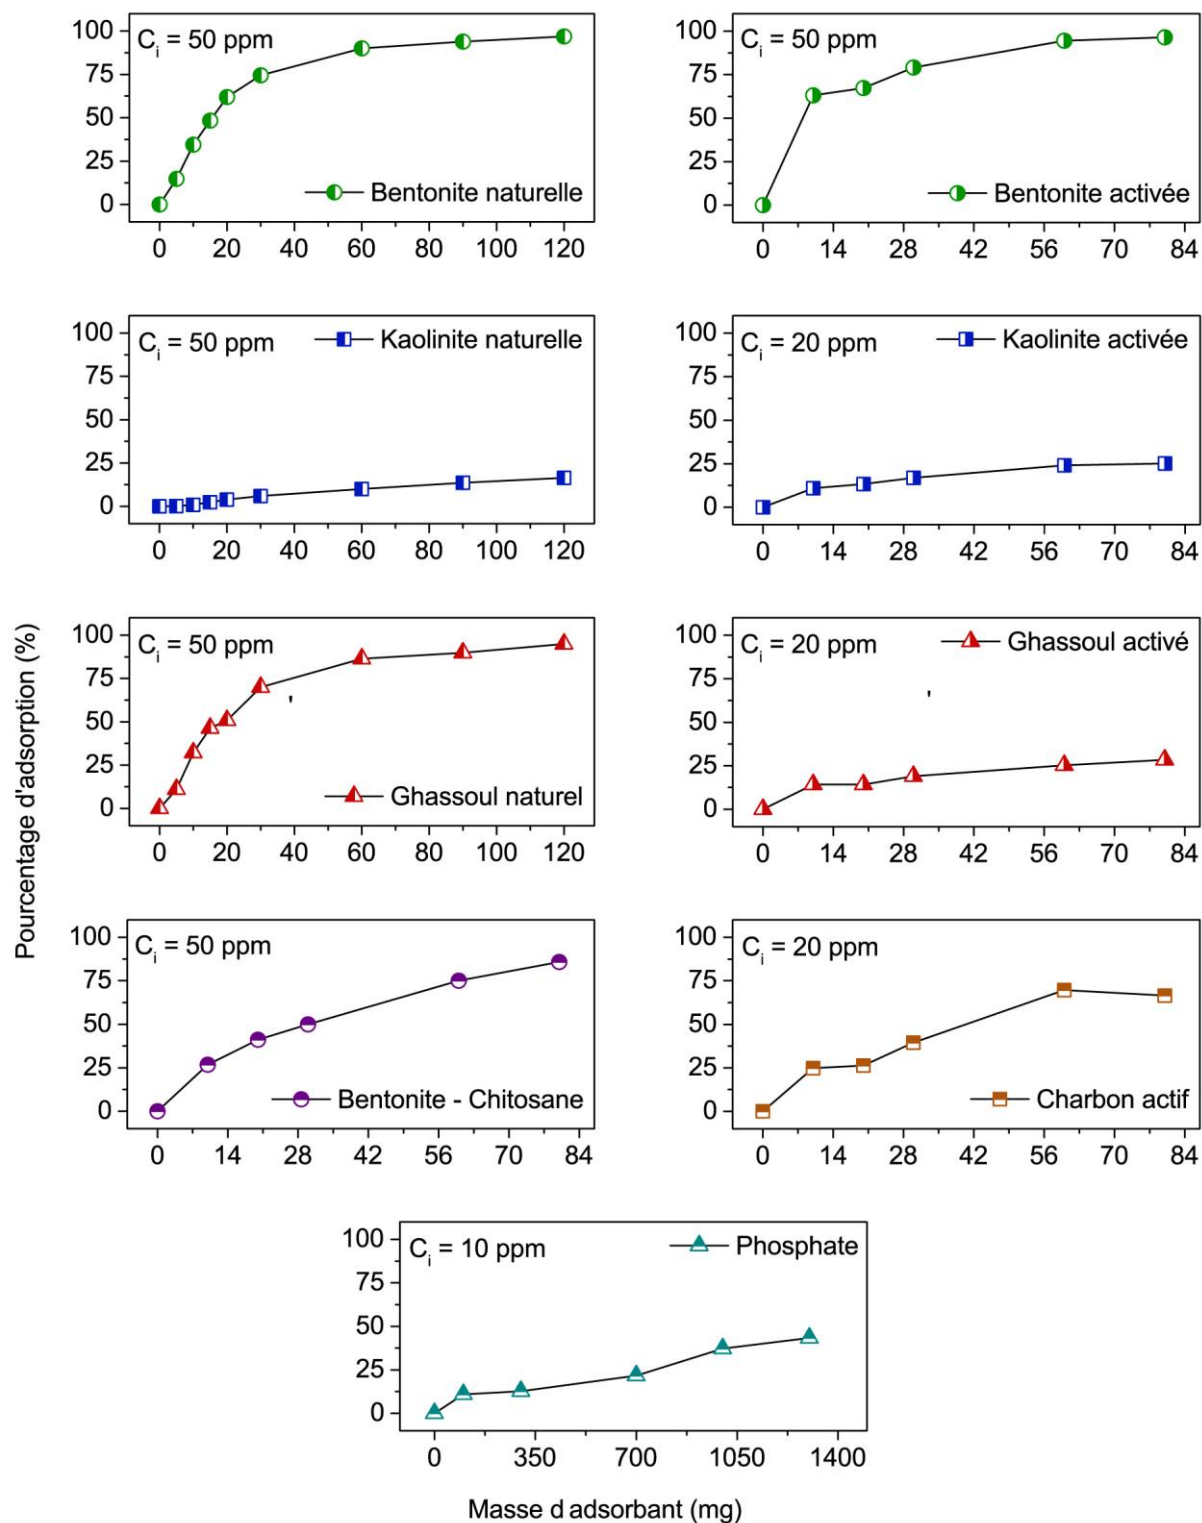 Pourcentage d'adsorption (%)
C_i = 50 ppm
100
75
50
25
0
Bentonite naturelle
0 20 40 60 80 100 120
C_i = 50 ppm
100
75
50
25
0
Bentonite activée
0 14 28 42 56 70 84
C_i = 50 ppm
Kaolinite naturelle
100
75
50
25
0
0 20 40 60 80 100 120
C_i = 20 ppm
Kaolinite activée
100
75
50
25
0
0 14 28 42 56 70 84
C_i = 50 ppm
100
75
50
25
0
'
Ghassoul naturel
0 20 40 60 80 100 120
C_i = 20 ppm
Ghassoul activé
100
75
50
25
0
'
0 14 28 42 56 70 84
C_i = 50 ppm
100
75
50
25
0
Bentonite - Chitosane
0 14 28 42 56 70 84
C_i = 20 ppm
100
75
50
25
0
Charbon actif
0 14 28 42 56 70 84
C_i = 10 ppm
Phosphate
100
75
50
25
0
0 350 700 1050 1400
Masse d adsorbant (mg)